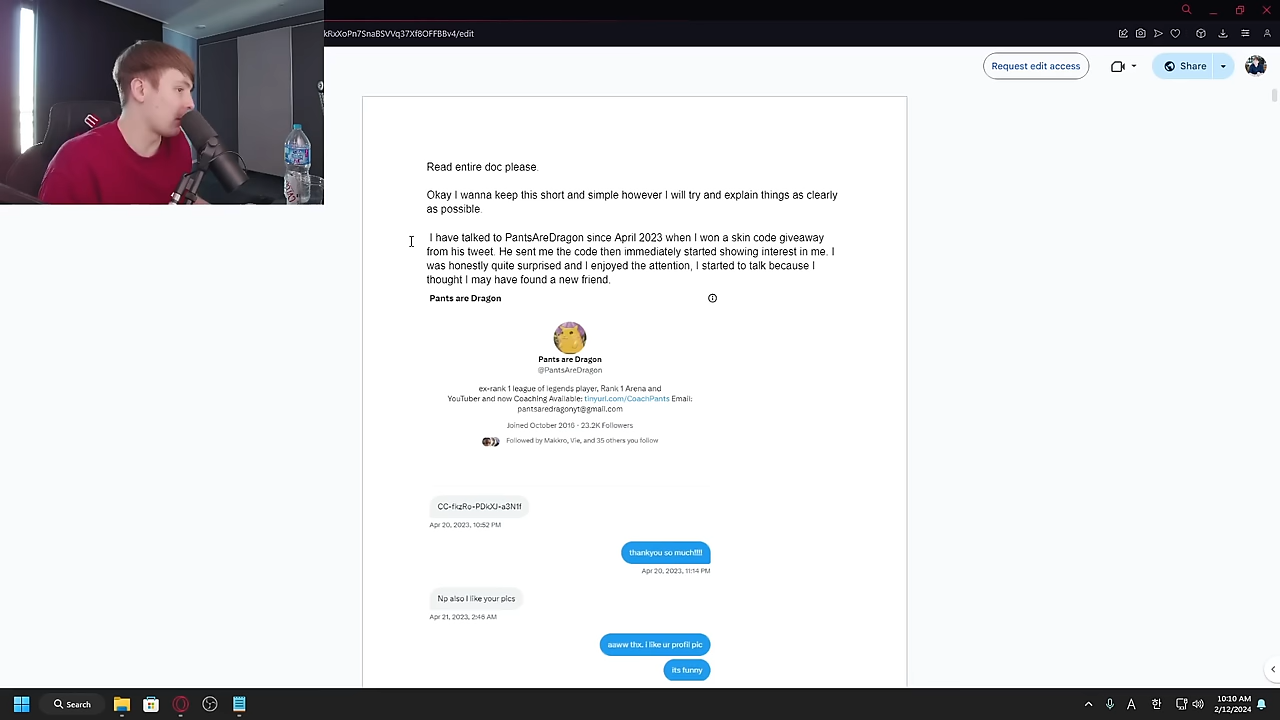 kRxXoPn7SnaBSVVq37Xf8OFFBBv4/edit
Request edit access
Share
Read entire doc please.
Okay I wanna keep this short and simple however I will try and explain things as clearly
as possible.
I have talked to PantsAreDragon since April 2023 when I won a skin code giveaway
from his tweet. He sent me the code then immediately started showing interest in me. I
was honestly quite surprised and I enjoyed the attention, I started to talk because I
thought I may have found a new friend.
Pants are Dragon
Pants are Dragon
@PantsAreDragon
ex-rank 1 league of legends player, Rank 1 Arena and
YouTuber and now Coaching Available: tinyurl.com/CoachPants Email:
pantsaredragonyt@gmail.com
Joined October 2016 · 23.2K Followers
Followed by Makkro, Vie, and 35 others you follow
CC-fkzRo-PDkXJ-a3N1f
Apr 20, 2023, 10:52 PM
thankyou so much!!!!
Apr 20, 2023, 11:14 PM
Np also I like your pics
Apr 21, 2023, 2:46 AM
aaww thx. I like ur profil pic
its funny
Search
10:10 AM
2/12/2024